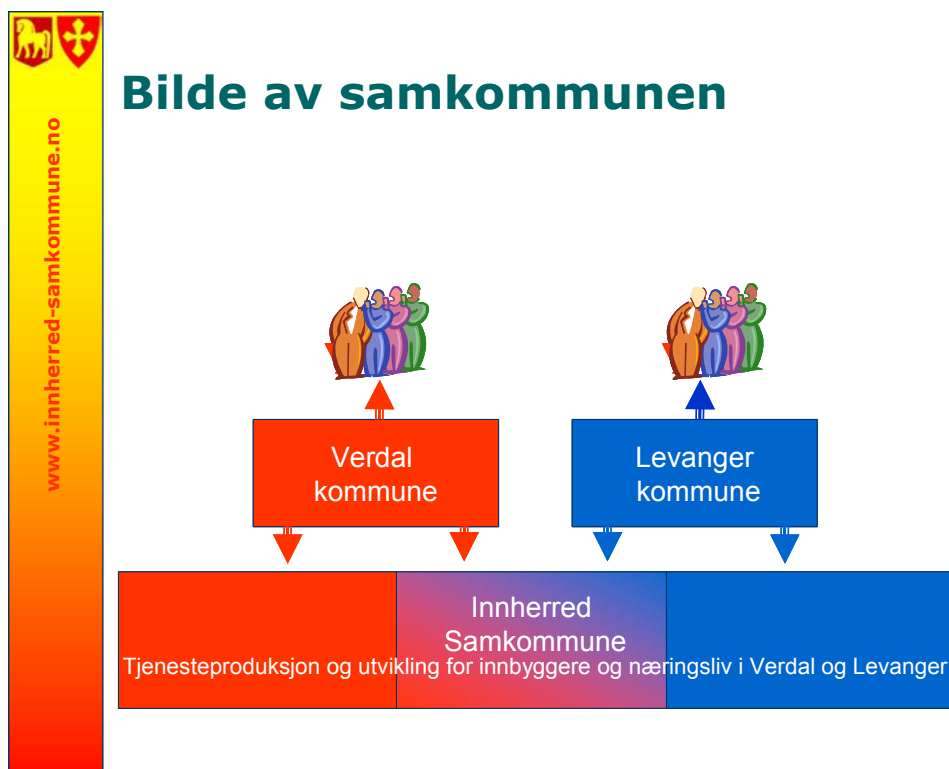 Bilde av samkommunen
www.innherred-samkommune.no
Verdal
kommune
Levanger
kommune
Innherred
Samkommune
Tjenesteproduksjon og utvikling for innbyggere og næringsliv i Verdal og Levanger